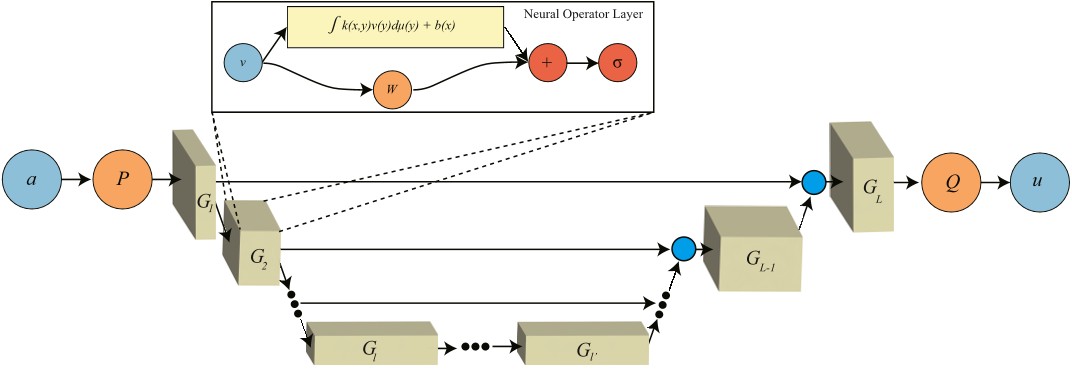 Neural Operator Layer
∫ k(x,y)v(y)dμ(y) + b(x)
v
W
+
σ
a
P
G1
G2
Gl
Gl'
GL-1
GL
Q
u